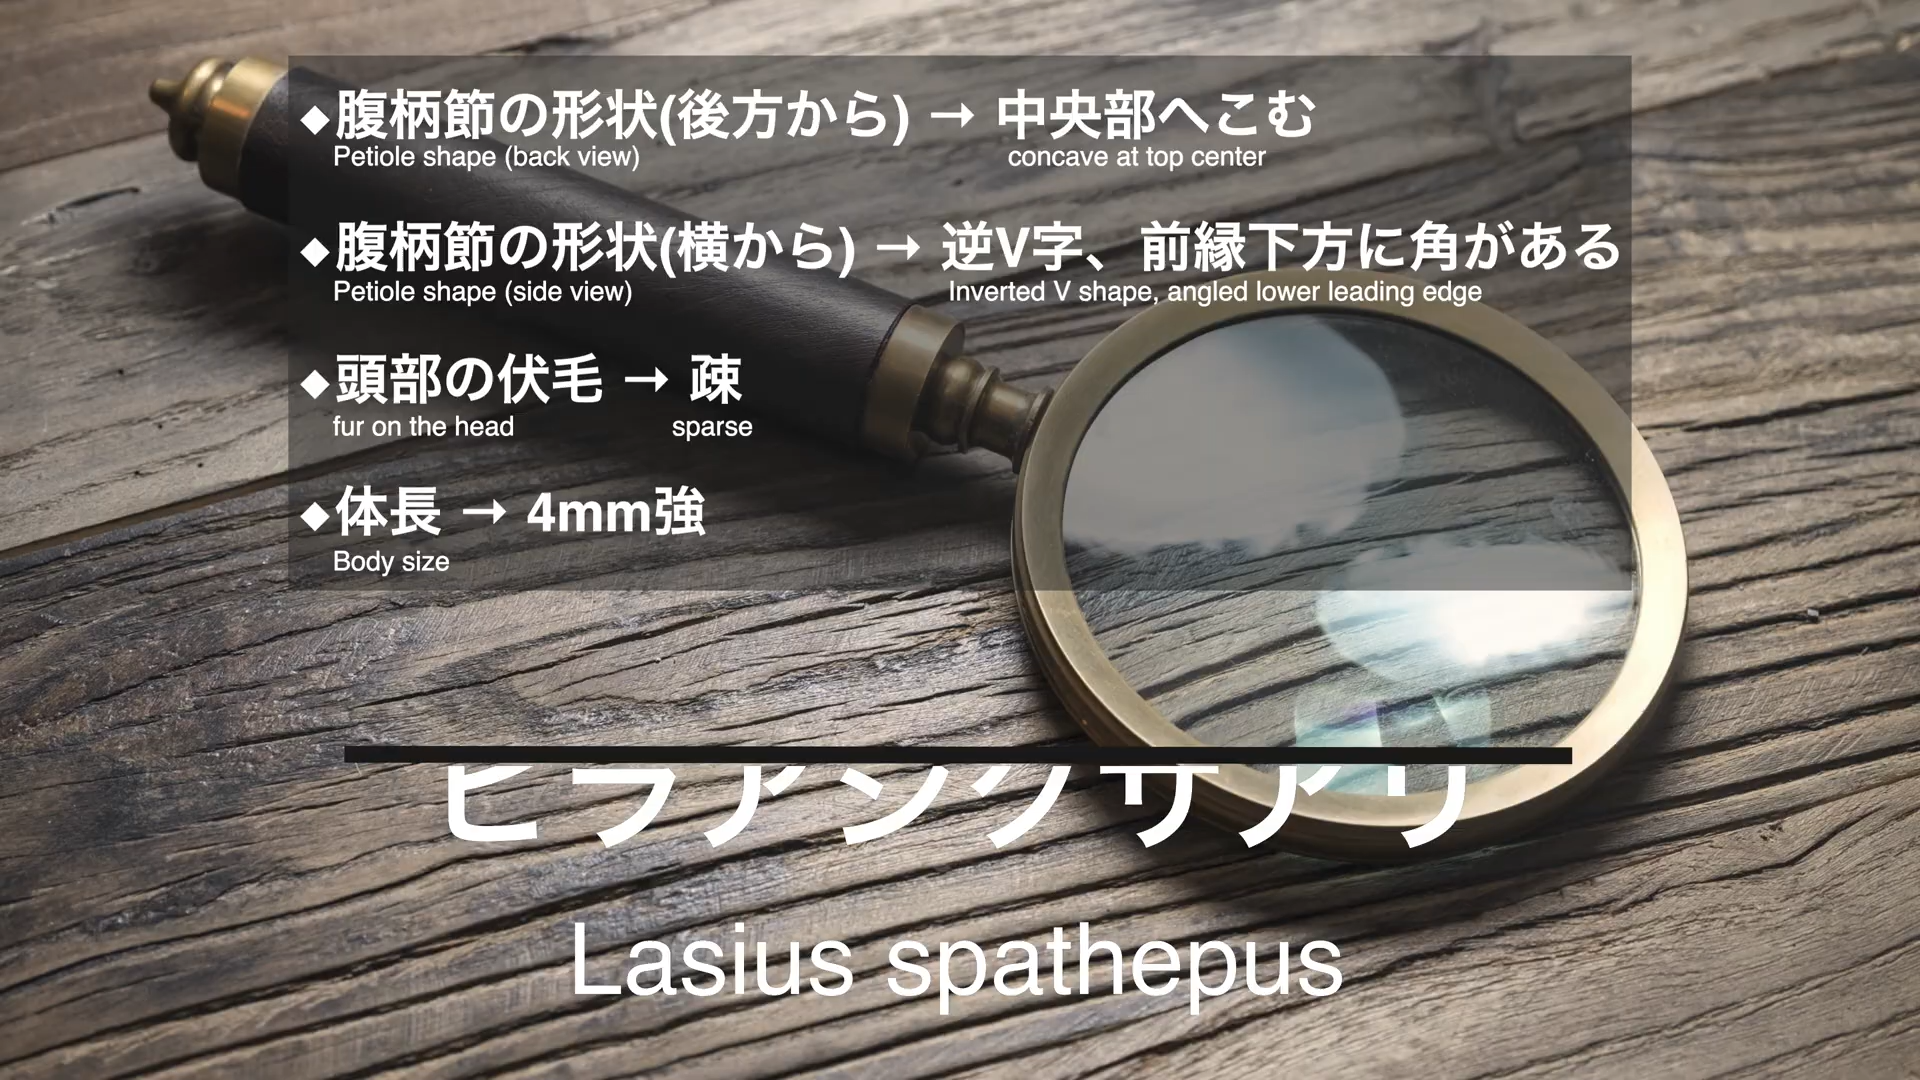 ◆腹柄節の形状(後方から) → 中央部へこむ
Petiole shape (back view) concave at top center
◆腹柄節の形状(横から) → 逆V字、前縁下方に角がある
Petiole shape (side view) Inverted V shape, angled lower leading edge
◆頭部の伏毛 → 疎
fur on the head sparse
◆体長 → 4mm強
Body size
ヒラアシクサアリ
Lasius spathepus